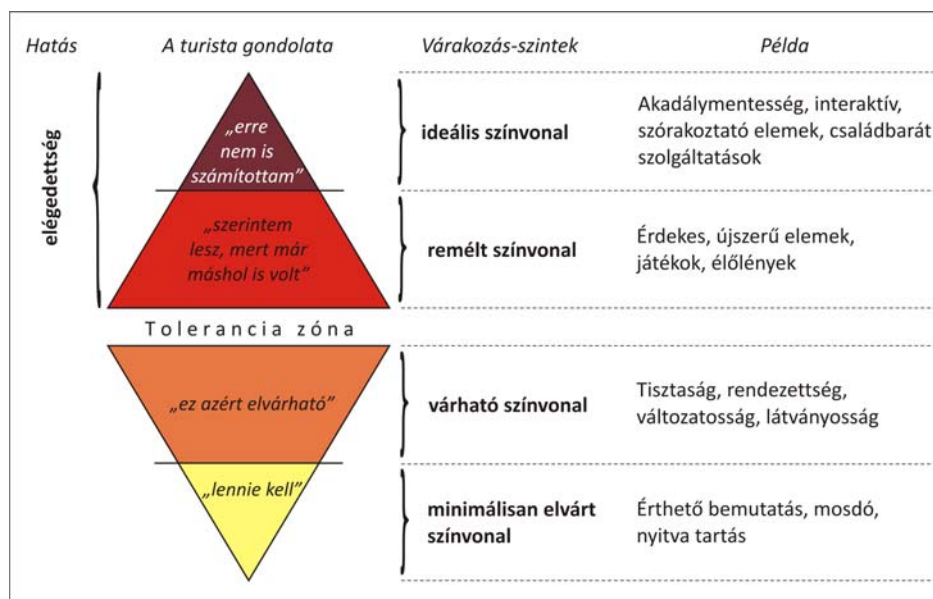 Hatás
A turista gondolata
Várakozás-szintek
Példa
elégedettség
„erre
nem is
számítottam”
ideális színvonal
Akadálymentesség, interaktív,
szórakoztató elemek, családbarát
szolgáltatások
„szerintem
lesz, mert már
máshol is volt”
remélt színvonal
Érdekes, újszerű elemek,
játékok, élőlények
Tolerancia zóna
„ez azért elvárható”
várható színvonal
Tisztaság, rendezettség,
változatosság, látványosság
„lennie kell”
minimálisan elvárt
színvonal
Érthető bemutatás, mosdó,
nyitva tartás